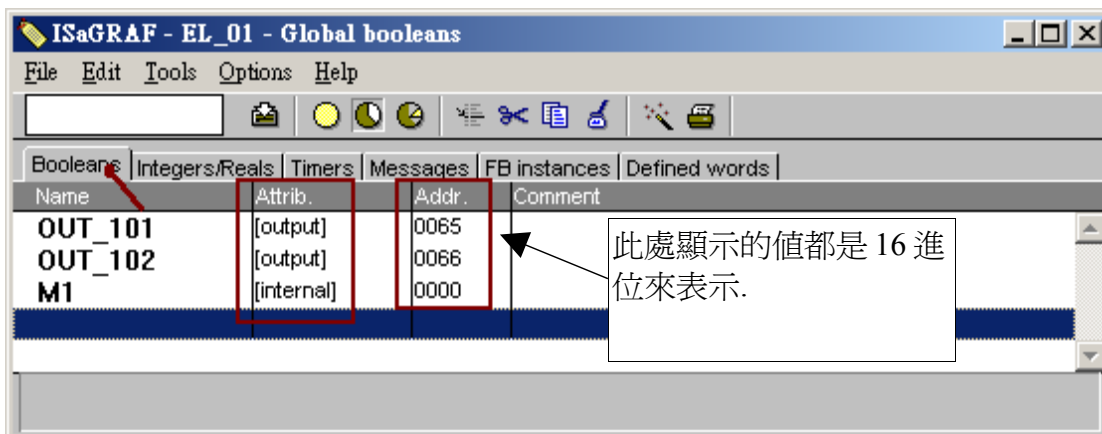 ISaGRAF - EL_01 - Global booleans
File Edit Tools Options Help
Booleans Integers/Reals Timers Messages FB instances Defined words
Name Attrib. Addr. Comment
OUT_101 [output] 0065
OUT_102 [output] 0066
M1 [internal] 0000
此處顯示的值都是 16 進
位來表示.